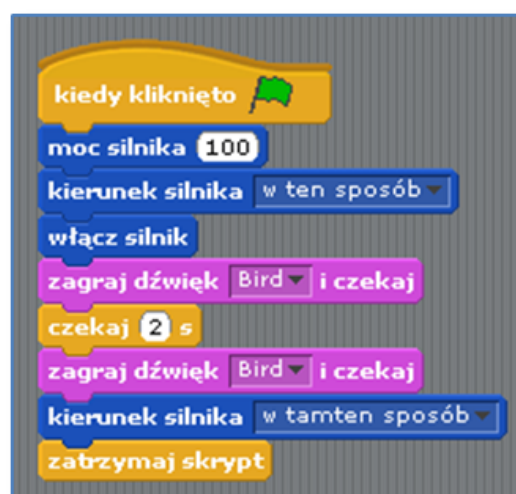 kiedy kliknięto
moc silnika 100
kierunek silnika w ten sposób
włącz silnik
zagraj dźwięk Bird i czekaj
czekaj 2 s
zagraj dźwięk Bird i czekaj
kierunek silnika w tamten sposób
zatrzymaj skrypt